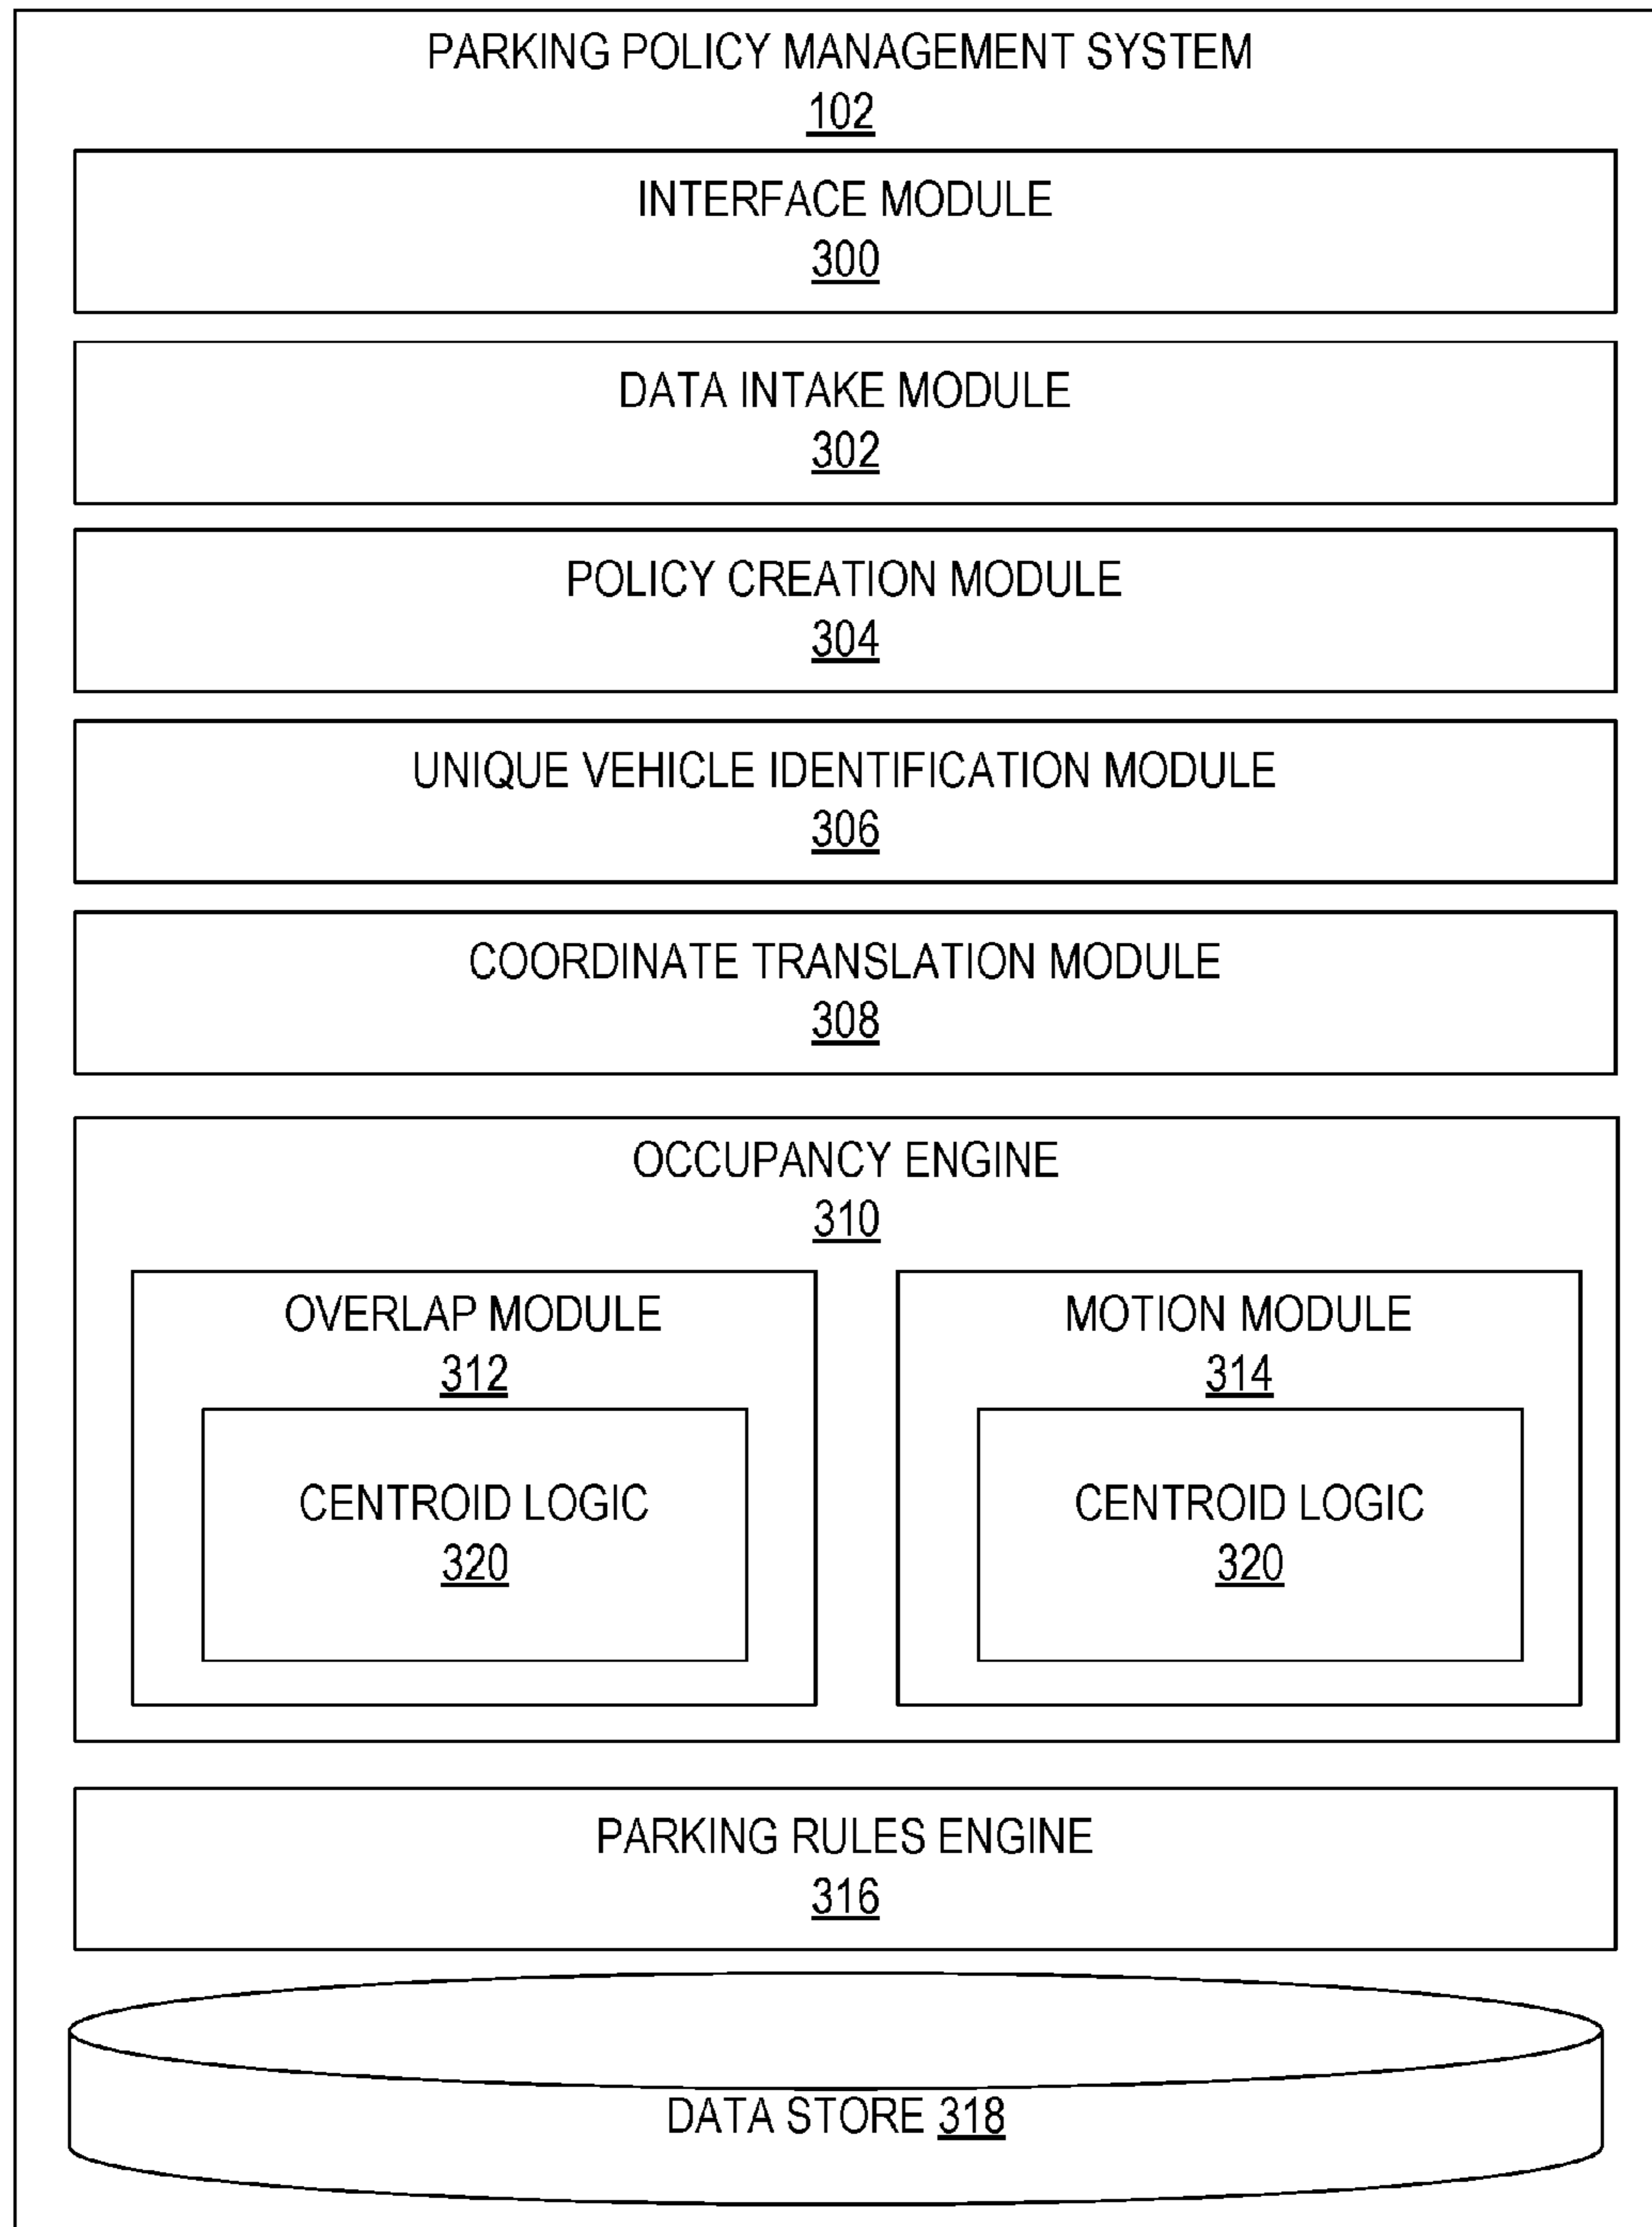 PARKING POLICY MANAGEMENT SYSTEM
102
INTERFACE MODULE
300
DATA INTAKE MODULE
302
POLICY CREATION MODULE
304
UNIQUE VEHICLE IDENTIFICATION MODULE
306
COORDINATE TRANSLATION MODULE
308
OCCUPANCY ENGINE
310
OVERLAP MODULE
312
CENTROID LOGIC
320
MOTION MODULE
314
CENTROID LOGIC
320
PARKING RULES ENGINE
316
DATA STORE 318